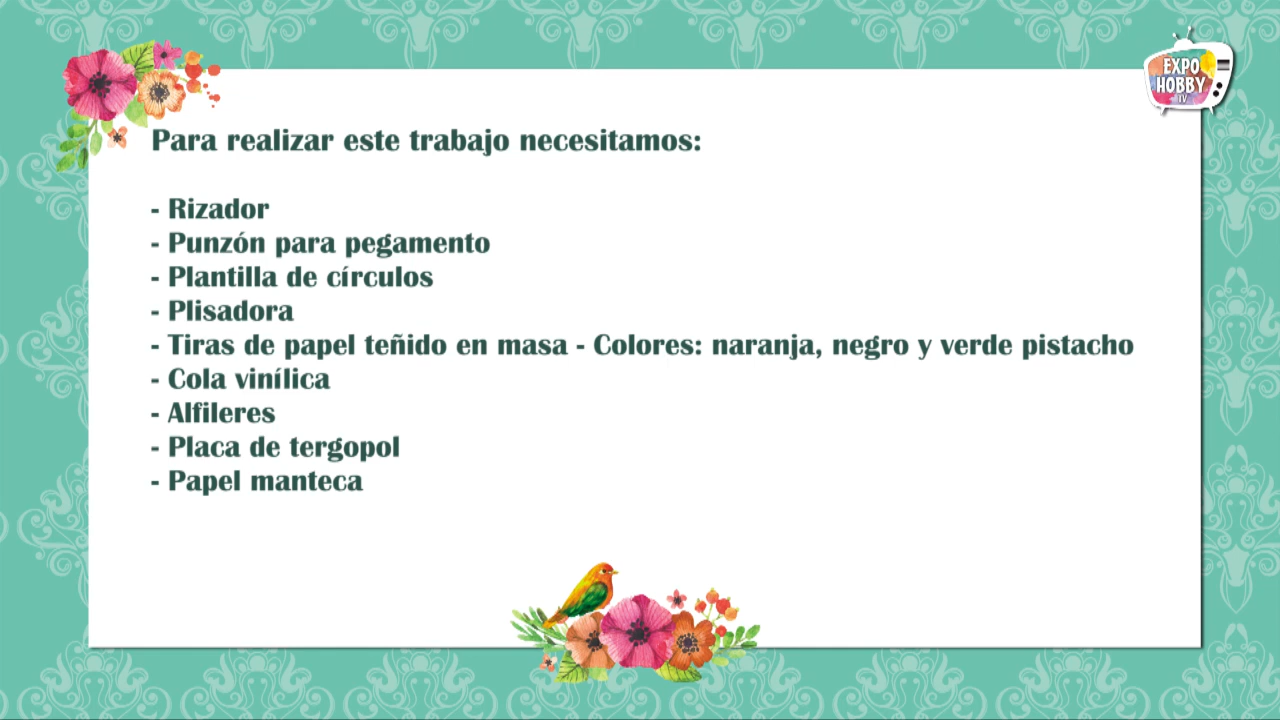 EXPO
HOBBY
TV
Para realizar este trabajo necesitamos:
- Rizador
- Punzón para pegamento
- Plantilla de círculos
- Plisadora
- Tiras de papel teñido en masa - Colores: naranja, negro y verde pistacho
- Cola vinílica
- Alfileres
- Placa de tergopol
- Papel manteca